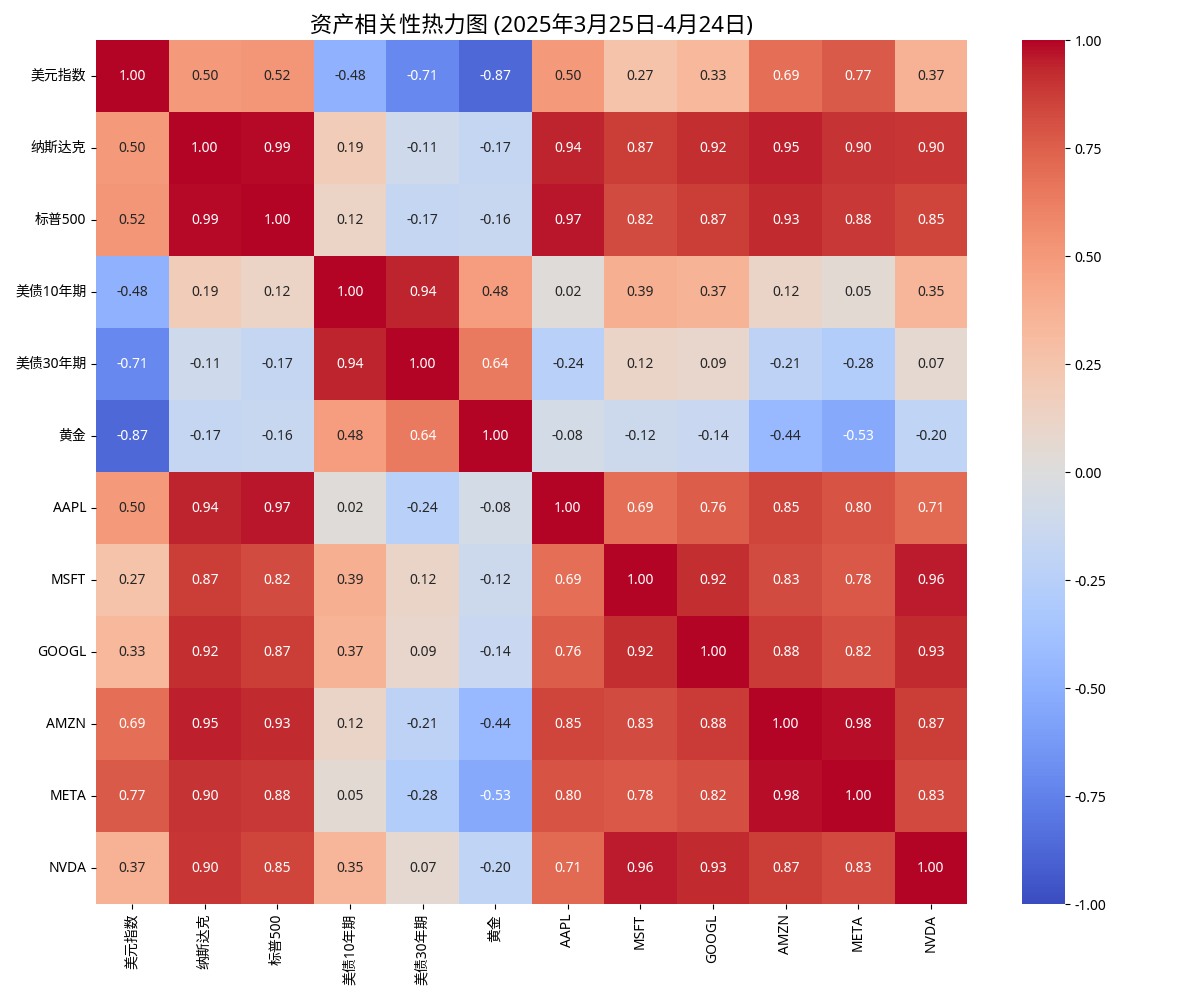 资产相关性热力图 (2025年3月25日-4月24日)
美元指数 1.00 0.50 0.52 -0.48 -0.71 -0.87 0.50 0.27 0.33 0.69 0.77 0.37
纳斯达克 0.50 1.00 0.99 0.19 -0.11 -0.17 0.94 0.87 0.92 0.95 0.90 0.90
标普500 0.52 0.99 1.00 0.12 -0.17 -0.16 0.97 0.82 0.87 0.93 0.88 0.85
美债10年期 -0.48 0.19 0.12 1.00 0.94 0.48 0.02 0.39 0.37 0.12 0.05 0.35
美债30年期 -0.71 -0.11 -0.17 0.94 1.00 0.64 -0.24 0.12 0.09 -0.21 -0.28 0.07
黄金 -0.87 -0.17 -0.16 0.48 0.64 1.00 -0.08 -0.12 -0.14 -0.44 -0.53 -0.20
AAPL 0.50 0.94 0.97 0.02 -0.24 -0.08 1.00 0.69 0.76 0.85 0.80 0.71
MSFT 0.27 0.87 0.82 0.39 0.12 -0.12 0.69 1.00 0.92 0.83 0.78 0.96
GOOGL 0.33 0.92 0.87 0.37 0.09 -0.14 0.76 0.92 1.00 0.88 0.82 0.93
AMZN 0.69 0.95 0.93 0.12 -0.21 -0.44 0.85 0.83 0.88 1.00 0.98 0.87
META 0.77 0.90 0.88 0.05 -0.28 -0.53 0.80 0.78 0.82 0.98 1.00 0.83
NVDA 0.37 0.90 0.85 0.35 0.07 -0.20 0.71 0.96 0.93 0.87 0.83 1.00
美元指数 纳斯达克 标普500 美债10年期 美债30年期 黄金 AAPL MSFT GOOGL AMZN META NVDA
1.00
0.75
0.50
0.25
0.00
-0.25
-0.50
-0.75
-1.00